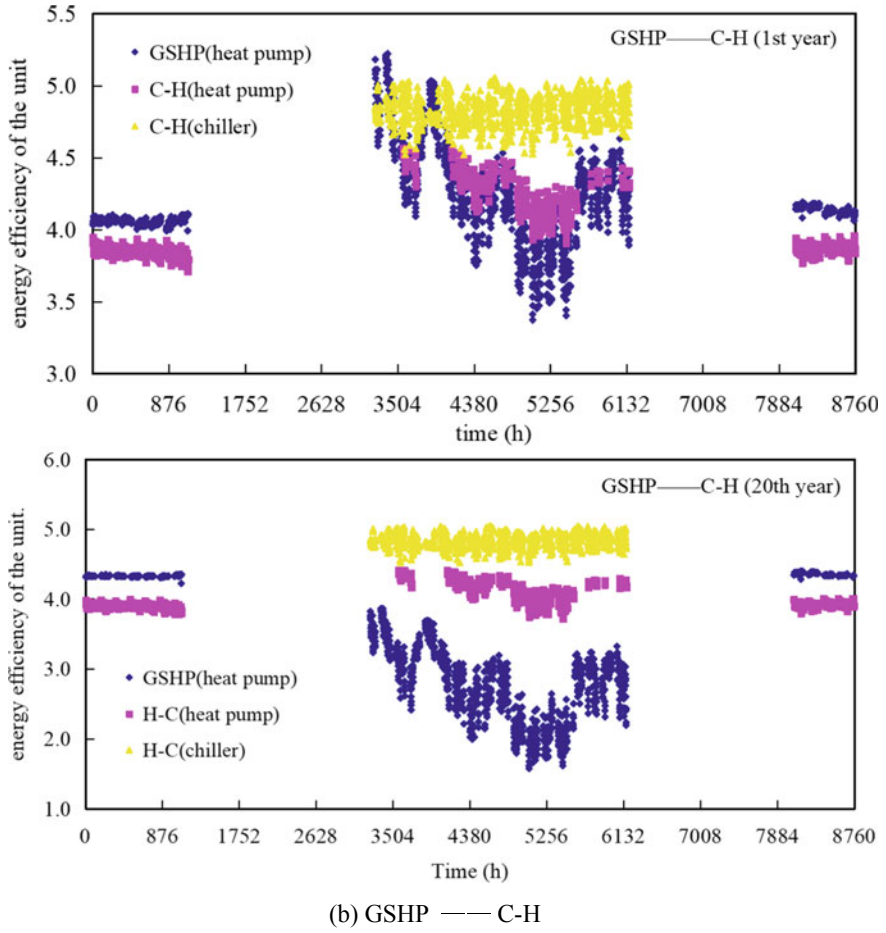 energy efficiency of the unit
5.5
5.0
4.5
4.0
3.5
3.0
GSHP(heat pump)
C-H(heat pump)
C-H(chiller)
GSHP——C-H (1st year)
0 876 1752 2628 3504 4380 5256 6132 7008 7884 8760
time (h)
energy efficiency of the unit.
6.0
5.0
4.0
3.0
2.0
1.0
GSHP——C-H (20th year)
GSHP(heat pump)
H-C(heat pump)
H-C(chiller)
0 876 1752 2628 3504 4380 5256 6132 7008 7884 8760
Time (h)
(b) GSHP —— C-H